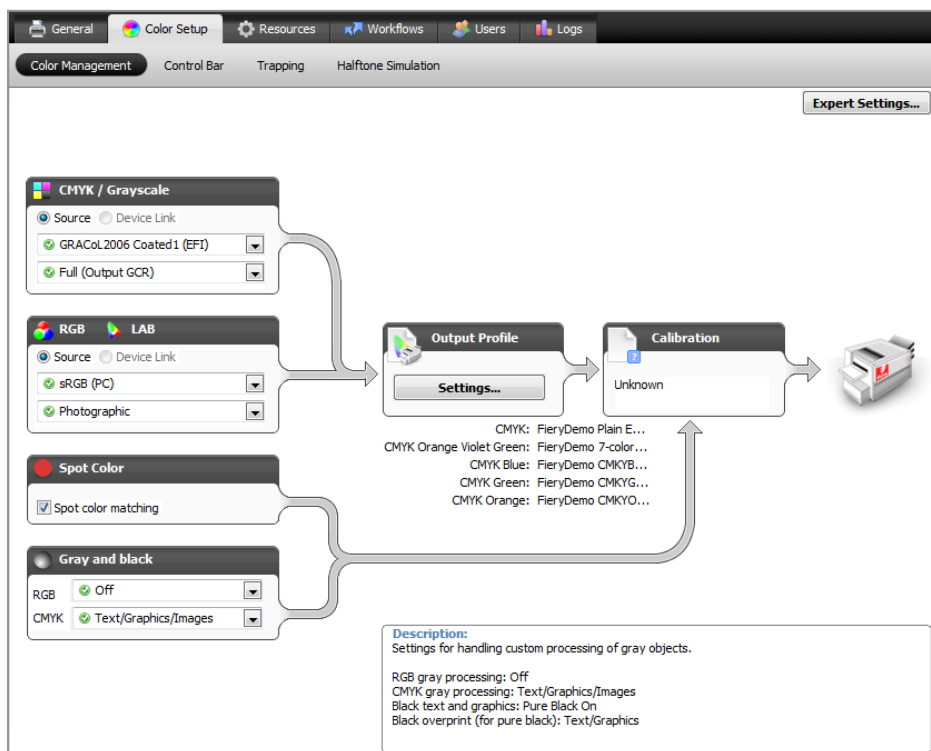 General Color Setup Resources Workflows Users Logs
Color Management Control Bar Trapping Halftone Simulation
Expert Settings...
CMYK / Grayscale
Source Device Link
GRACoL2006 Coated1 (EFI)
Full (Output GCR)
RGB LAB
Source Device Link
sRGB (PC)
Photographic
Output Profile
Settings...
Calibration
?
Unknown
CMYK: FieryDemo Plain E...
CMYK Orange Violet Green: FieryDemo 7-color...
CMYK Blue: FieryDemo CMKYB...
CMYK Green: FieryDemo CMKYG...
CMYK Orange: FieryDemo CMKYO...
Spot Color
Spot color matching
Gray and black
RGB Off
CMYK Text/Graphics/Images
Description:
Settings for handling custom processing of gray objects.
RGB gray processing: Off
CMYK gray processing: Text/Graphics/Images
Black text and graphics: Pure Black On
Black overprint (for pure black): Text/Graphics